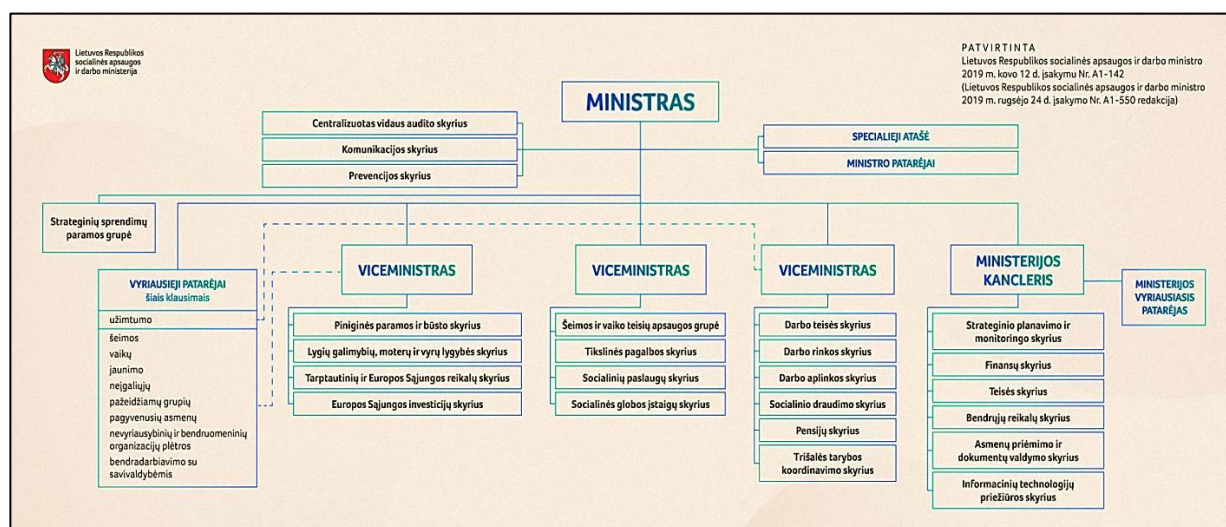 Lietuvos Respublikos
socialinės apsaugos
ir darbo ministerija
PATVIRTINTA
Lietuvos Respublikos socialinės apsaugos ir darbo ministro
2019 m. kovo 12 d. įsakymu Nr. A1-142
(Lietuvos Respublikos socialinės apsaugos ir darbo ministro
2019 m. rugsėjo 24 d. įsakymo Nr. A1-550 redakcija)
MINISTRAS
Centralizuotas vidaus audito skyrius
Komunikacijos skyrius
Prevencijos skyrius
SPECIALIEJI ATAŠĖ
MINISTRO PATARĖJAI
Strateginių sprendimų
paramos grupė
VYRIAUSIEJI PATARĖJAI
šiais klausimais
užimtumo
šeimos
vaikų
jaunimo
neįgaliųjų
pažeidžiamų grupių
pagyvenusių asmenų
nevyriausybinių ir bendruomeninių
organizacijų plėtros
bendradarbiavimo su
savivaldybėmis
VICEMINISTRAS
Piniginės paramos ir būsto skyrius
Lygių galimybių, moterų ir vyrų lygybės skyrius
Tarptautinių ir Europos Sąjungos reikalų skyrius
Europos Sąjungos investicijų skyrius
VICEMINISTRAS
Šeimos ir vaiko teisių apsaugos grupė
Tikslinės pagalbos skyrius
Socialinių paslaugų skyrius
Socialinės globos įstaigų skyrius
VICEMINISTRAS
Darbo teisės skyrius
Darbo rinkos skyrius
Darbo aplinkos skyrius
Socialinio draudimo skyrius
Pensijų skyrius
Trišalės tarybos
koordinavimo skyrius
MINISTERIJOS
KANCLERIS
Strateginio planavimo ir
monitoringo skyrius
Finansų skyrius
Teisės skyrius
Bendrųjų reikalų skyrius
Asmenų priėmimo ir
dokumentų valdymo skyrius
Informacinių technologijų
priežiūros skyrius
MINISTERIJOS
VYRIAUSIASIS
PATARĖJAS